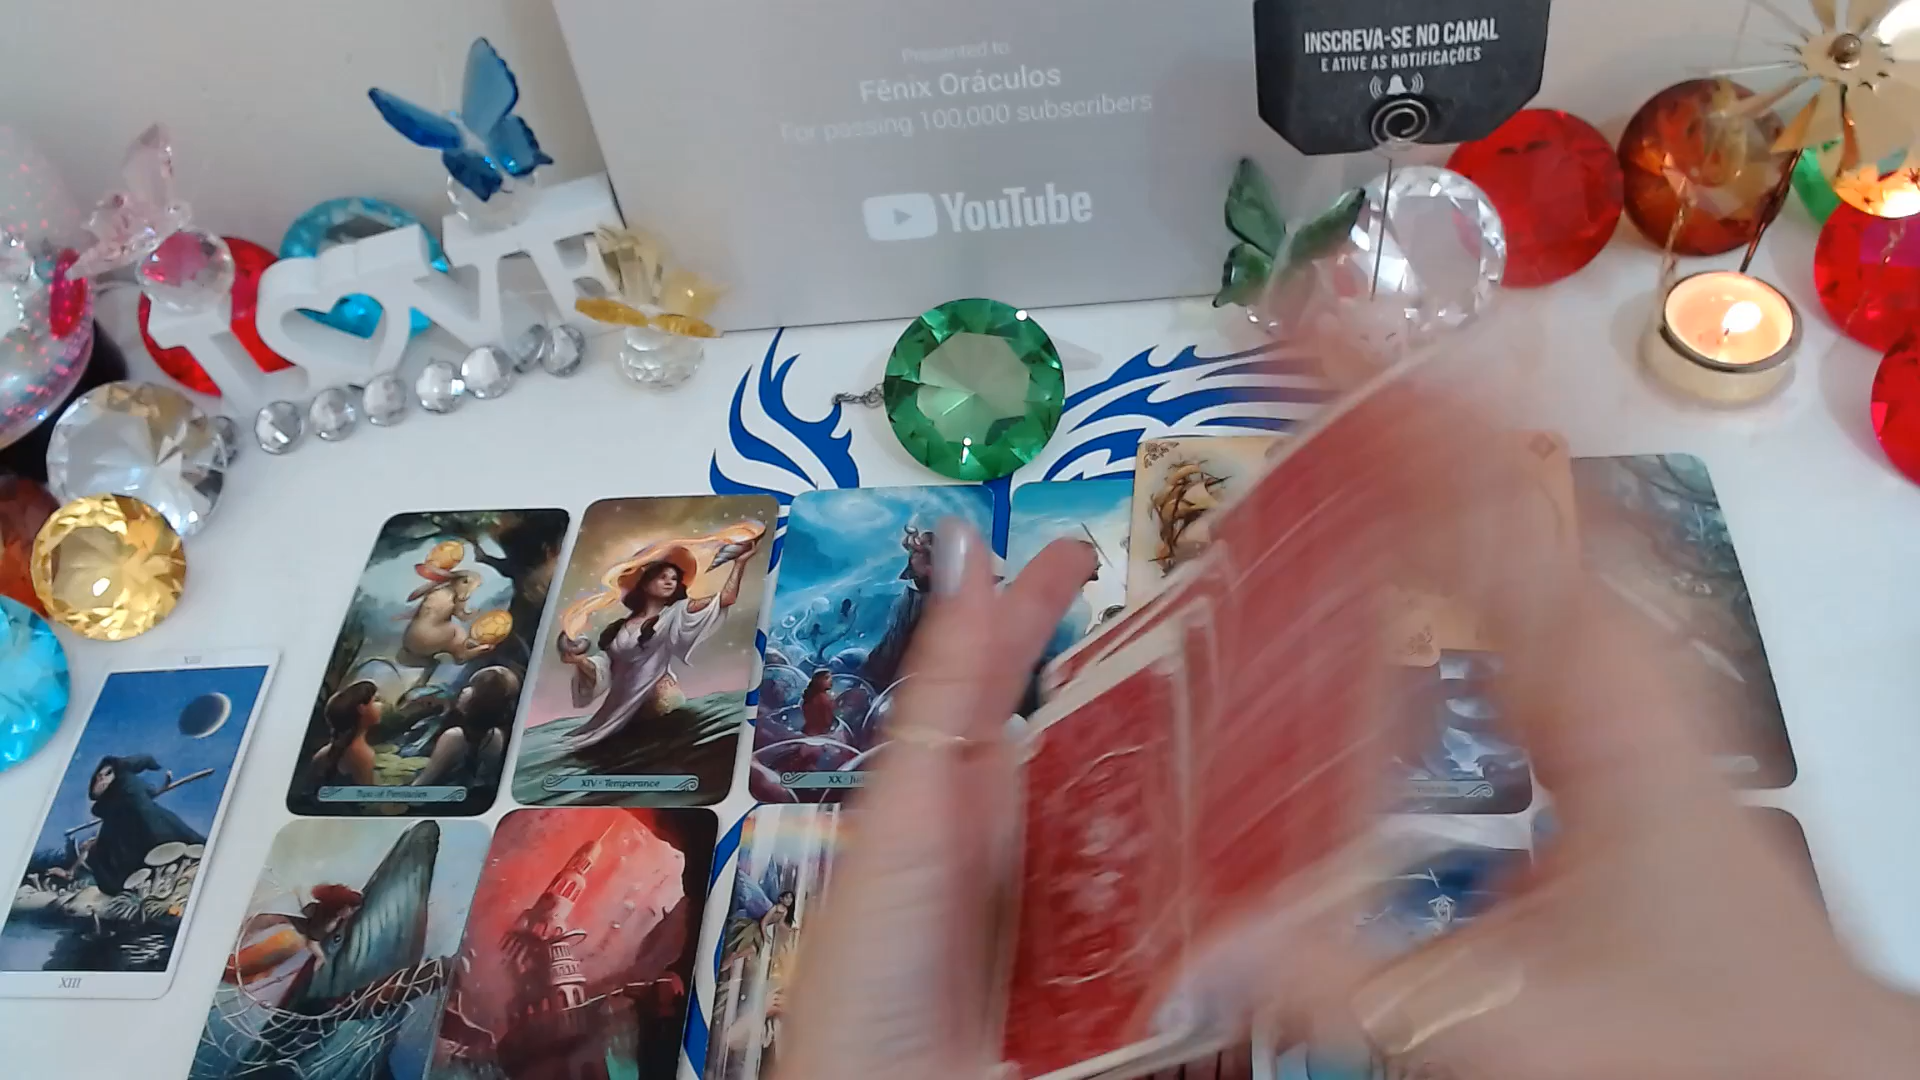 Presented to
Fênix Oráculos
For passing 100,000 subscribers
YouTube
INSCREVA-SE NO CANAL
E ATIVE AS NOTIFICAÇÕES
LOVE
XIII
XIII
Two of Pentacles
XIV - Temperance
XX